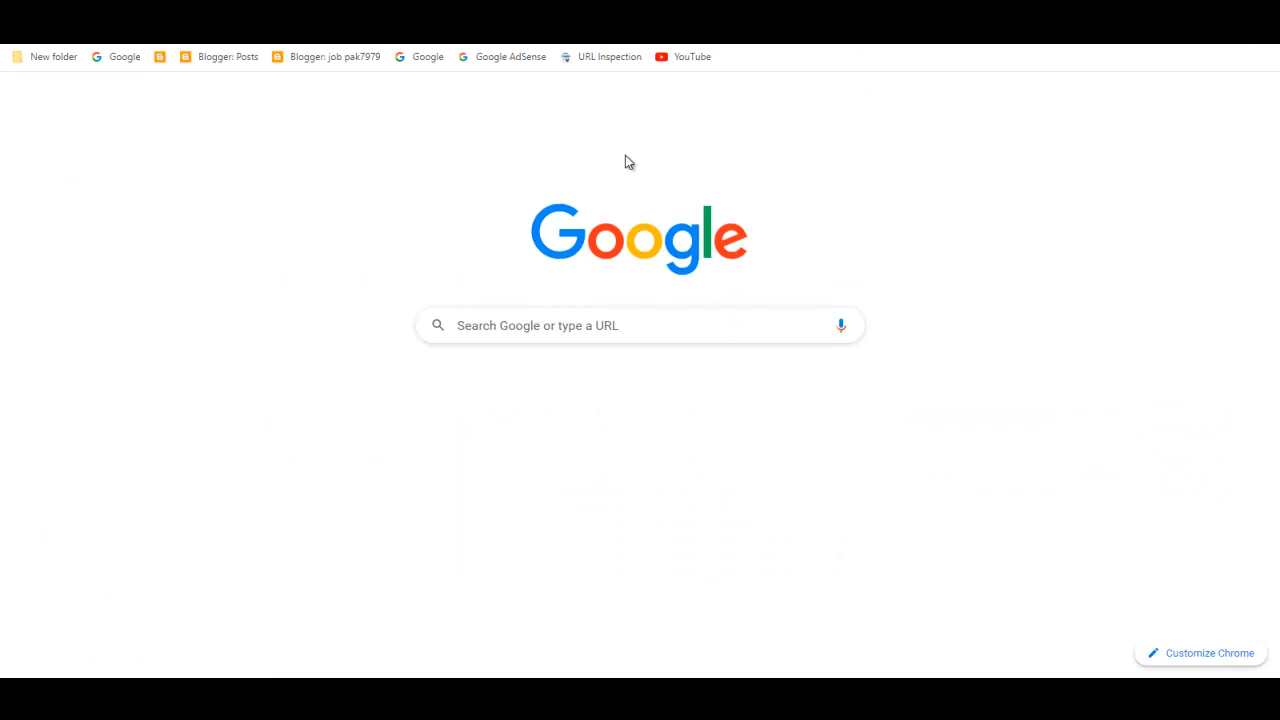 New folder Google Blogger: Posts Blogger: job pak7979 Google Google AdSense URL Inspection YouTube
Google
Search Google or type a URL
Customize Chrome